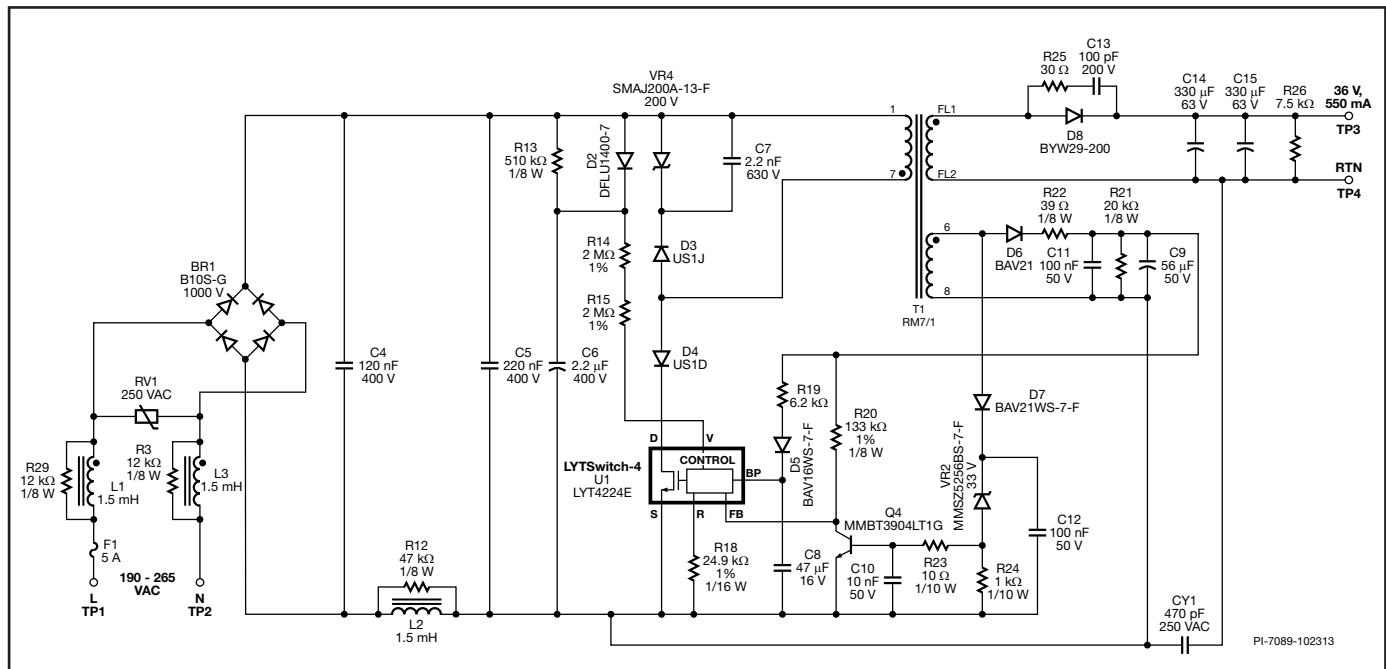 R25
30 Ω
C13
100 pF
200 V
VR4
SMAJ200A-13-F
200 V
C14
330 µF
63 V
C15
330 µF
63 V
R26
7.5 kΩ
36 V,
550 mA
TP3
1
FL1
D8
BYW29-200
R13
510 kΩ
1/8 W
D2
DFLU1400-7
C7
2.2 nF
630 V
7
FL2
RTN
TP4
R22
39 Ω
1/8 W
R21
20 kΩ
1/8 W
6
D6
BAV21
C11
100 nF
50 V
C9
56 µF
50 V
8
T1
RM7/1
R14
2 MΩ
1%
D3
US1J
BR1
B10S-G
1000 V
R15
2 MΩ
1%
C4
120 nF
400 V
C5
220 nF
400 V
C6
2.2 µF
400 V
D4
US1D
RV1
250 VAC
R19
6.2 kΩ
R20
133 kΩ
1%
1/8 W
D7
BAV21WS-7-F
D5
BAV16WS-7-F
VR2
MMSZ5256BS-7-F
33 V
D
V
CONTROL
BP
S
R
FB
LYTSwitch-4
U1
LYT4224E
R29
12 kΩ
1/8 W
L1
1.5 mH
R3
12 kΩ
1/8 W
L3
1.5 mH
Q4
MMBT3904LT1G
C12
100 nF
50 V
F1
5 A
R12
47 kΩ
1/8 W
R18
24.9 kΩ
1%
1/16 W
C8
47 µF
16 V
C10
10 nF
50 V
R23
10 Ω
1/10 W
R24
1 kΩ
1/10 W
L
TP1
190 - 265
VAC
N
TP2
L2
1.5 mH
CY1
470 pF
250 VAC
PI-7089-102313